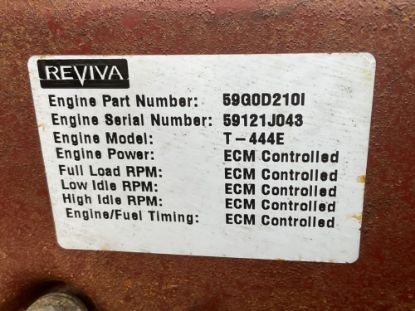 REVIVA
Engine Part Number: 59G0D210I
Engine Serial Number: 59121J043
Engine Model: T-444E
Engine Power: ECM Controlled
Full Load RPM: ECM Controlled
Low Idle RPM: ECM Controlled
High Idle RPM: ECM Controlled
Engine/Fuel Timing: ECM Controlled